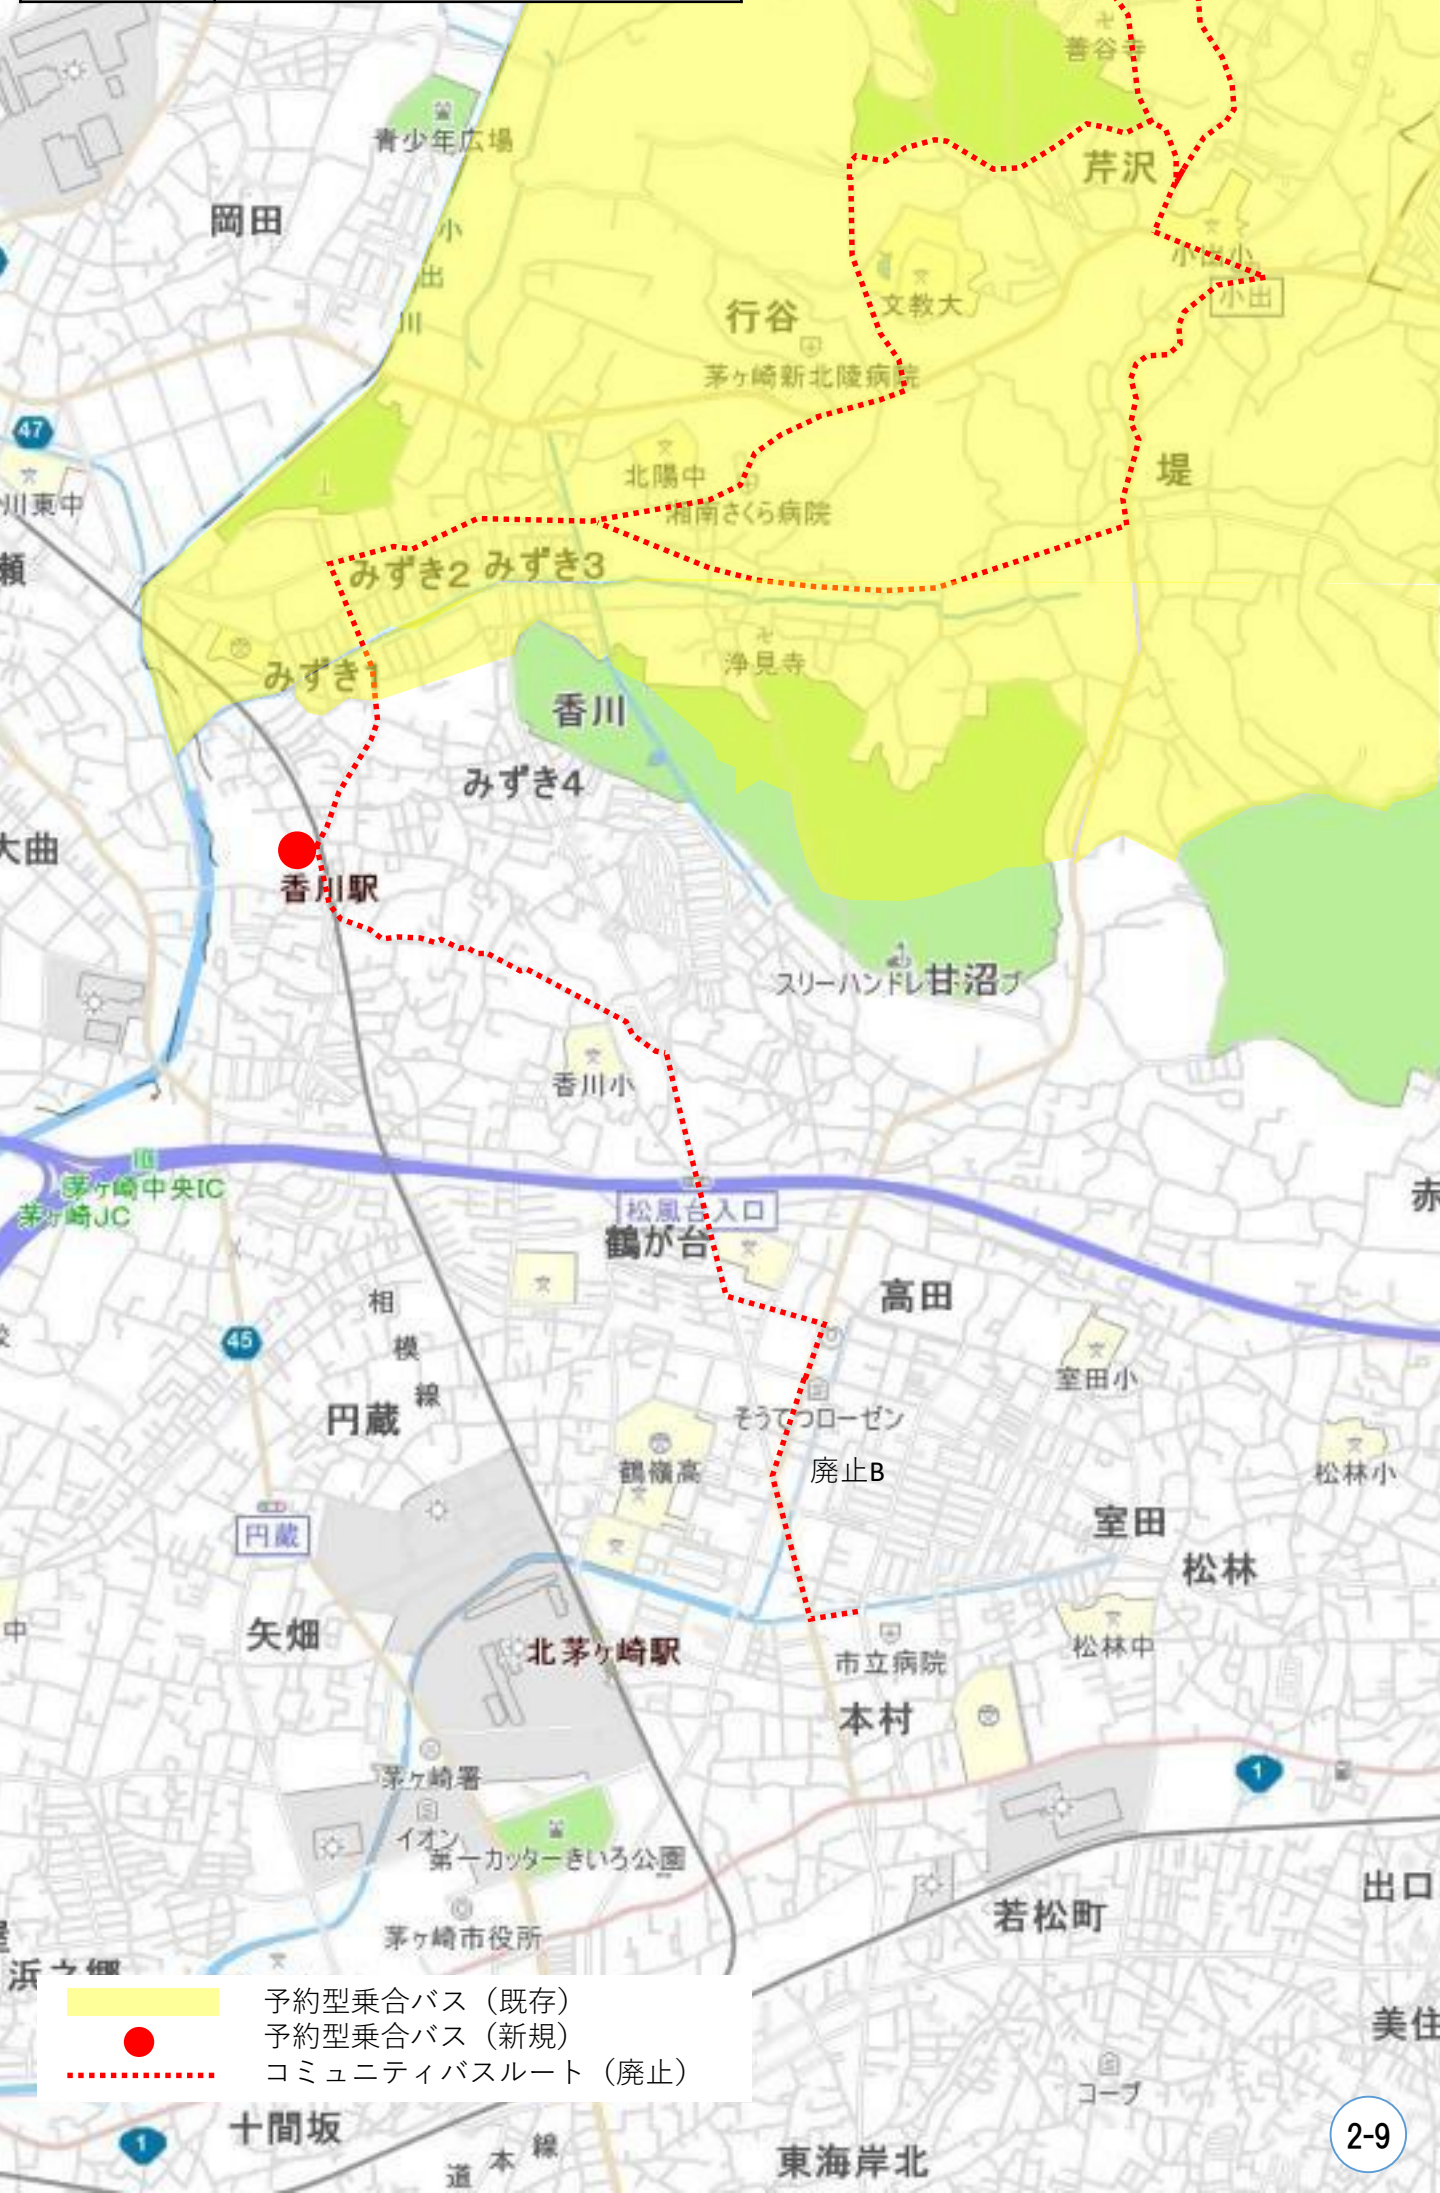 善谷寺
青少年広場
芹沢
岡田
小
出
川
小出小
小出
文教大
行谷
茅ヶ崎新北陵病院
47
北陽中
堤
川東中
湘南さくら病院
みずき2
みずき3
浄見寺
みずき1
香川
みずき4
大曲
香川駅
スリーハンドレ
甘沼
ブ
香川小
茅ヶ崎中央IC
茅ヶ崎JC
松風台入口
鶴が台
赤
高田
相
模
線
45
室田小
円蔵
そうてつローゼン
鶴嶺高
廃止B
松林小
円蔵
室田
松林
中
矢畑
北茅ヶ崎駅
松林中
市立病院
本村
茅ヶ崎署
1
イオン
第一カッターきいろ公園
出口
若松町
茅ヶ崎市役所
浜之郷
予約型乗合バス（既存）
予約型乗合バス（新規）
コミュニティバスルート（廃止）
美住
コープ
十間坂
1
道
本
線
東海岸北
2-9